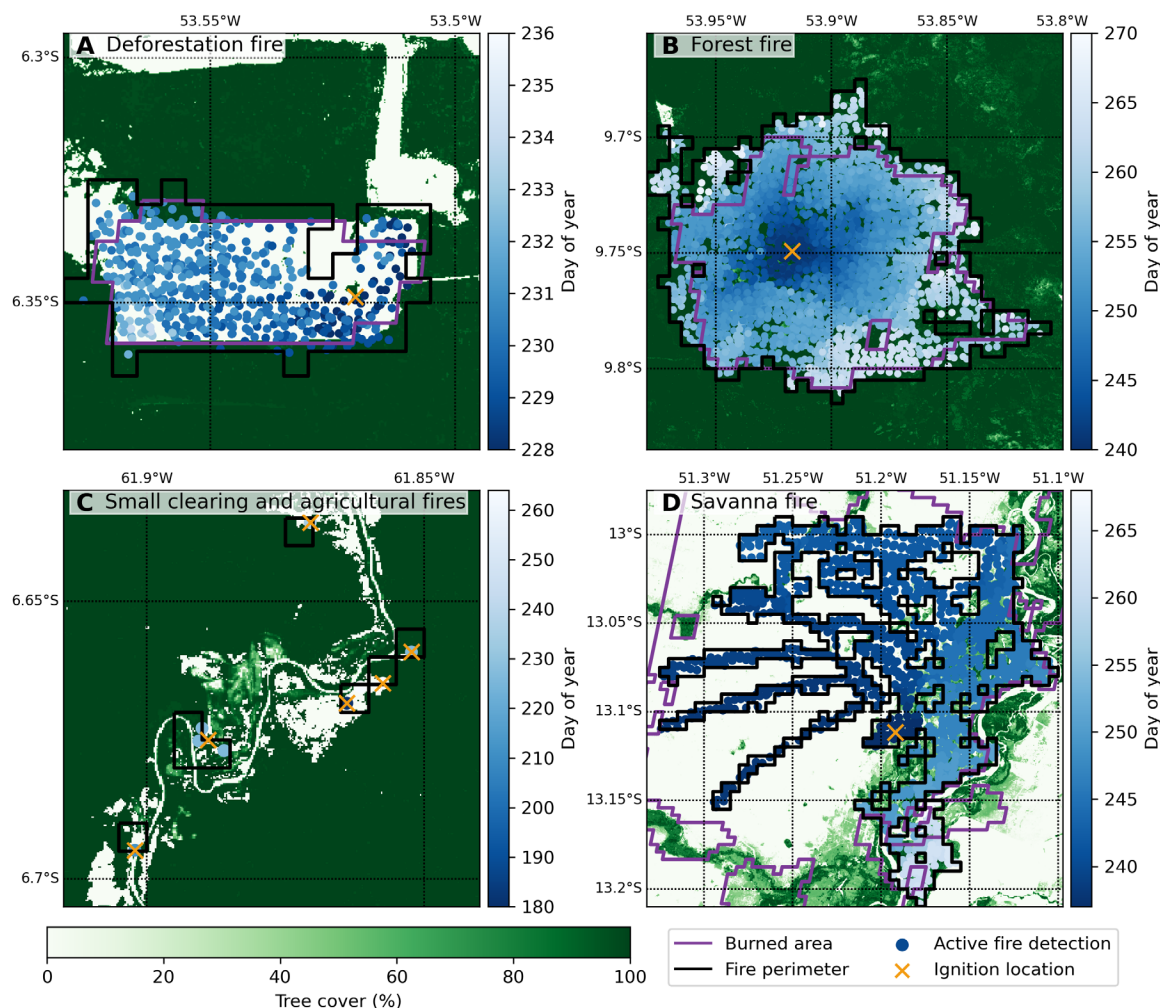 53.55°W 53.5°W
A Deforestation fire
6.3°S
6.35°S
236
235
234
233
232
231
230
229
228
Day of year
53.95°W 53.9°W 53.85°W 53.8°W
B Forest fire
9.7°S
9.75°S
9.8°S
270
265
260
255
250
245
240
Day of year
61.9°W 61.85°W
C Small clearing and agricultural fires
6.65°S
6.7°S
260
250
240
230
220
210
200
190
180
Day of year
51.3°W 51.25°W 51.2°W 51.15°W 51.1°W
D Savanna fire
13°S
13.05°S
13.1°S
13.15°S
13.2°S
265
260
255
250
245
240
Day of year
0 20 40 60 80 100
Tree cover (%)
Burned area
Fire perimeter
Active fire detection
Ignition location